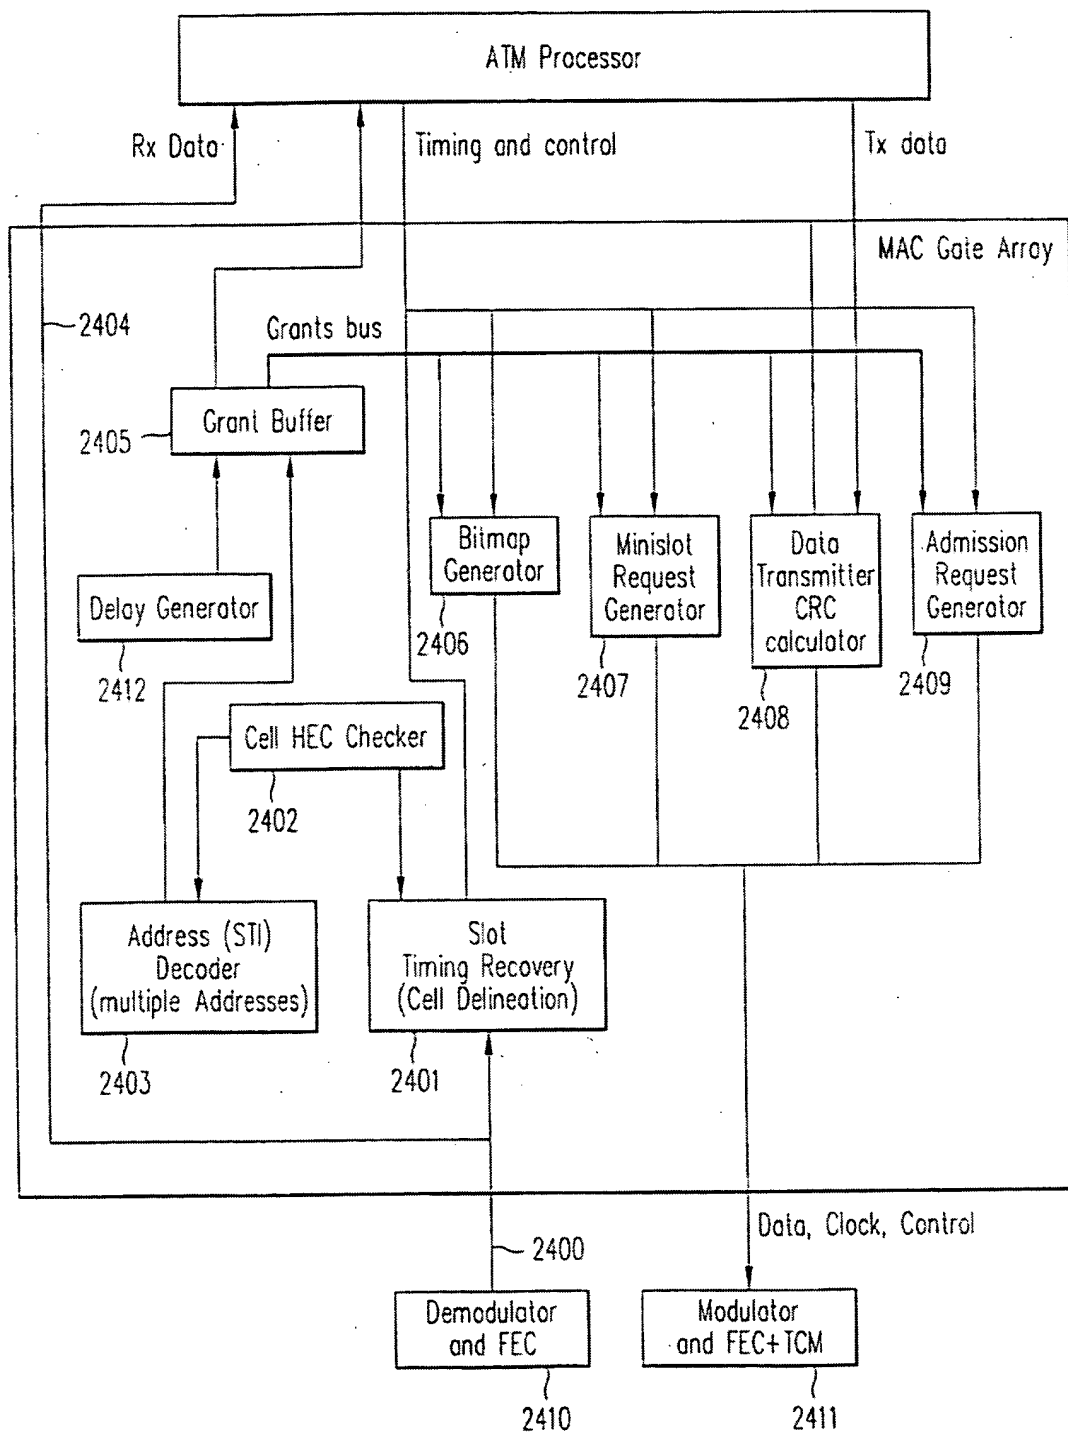 ATM Processor
Rx Data
Timing and control
Tx data
MAC Gate Array
2404
Grants bus
Grant Buffer
2405
Bitmap
Generator
2406
Minislot
Request
Generator
2407
Data
Transmitter
CRC
calculator
2408
Admission
Request
Generator
2409
Delay Generator
2412
Cell HEC Checker
2402
Address (STI)
Decoder
(multiple Addresses)
2403
Slot
Timing Recovery
(Cell Delineation)
2401
Data, Clock, Control
2400
Demodulator
and FEC
2410
Modulator
and FEC+TCM
2411